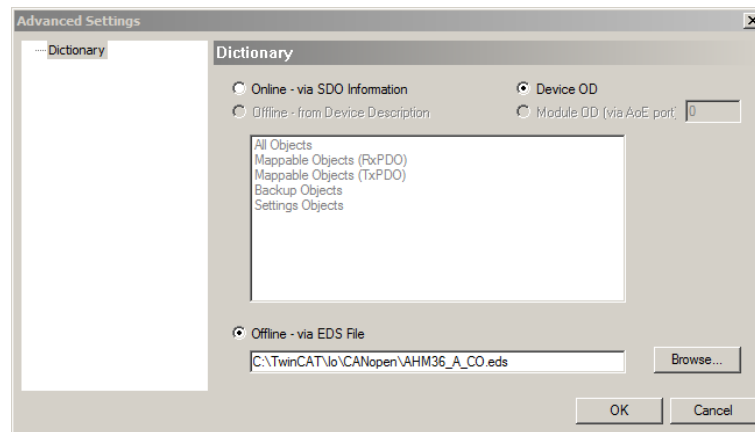 Advanced Settings
Dictionary
Dictionary
Online - via SDO Information
Device OD
Offline - from Device Description
Module OD (via AoE port)
0
All Objects
Mappable Objects (RxPDO)
Mappable Objects (TxPDO)
Backup Objects
Settings Objects
Offline - via EDS File
C:\TwinCAT\Io\CANopen\AHM36_A_CO.eds
Browse...
OK
Cancel